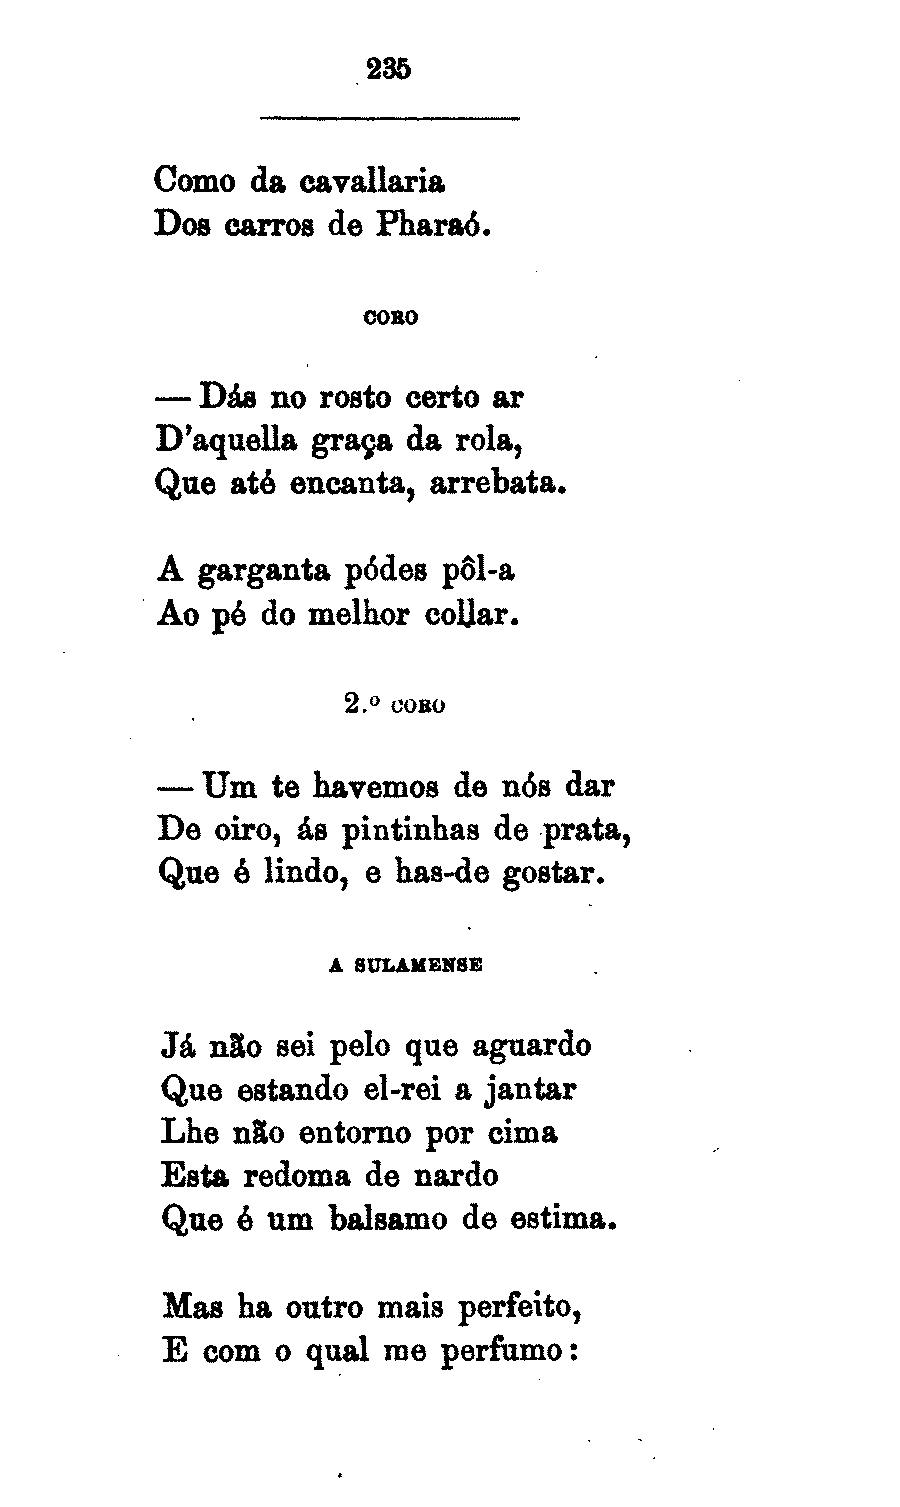 235
Como da cavallaria
Dos carros de Pharaó.
CORO
— Dás no rosto certo ar
D'aquella graça da rola,
Que até encanta, arrebata.
A garganta pódes pôl-a
Ao pé do melhor collar.
2.º CORO
— Um te havemos de nós dar
De oiro, ás pintinhas de prata,
Que é lindo, e has-de gostar.
A SULAMENSE
Já não sei pelo que aguardo
Que estando el-rei a jantar
Lhe não entorno por cima
Esta redoma de nardo
Que é um balsamo de estima.
Mas ha outro mais perfeito,
E com o qual me perfumo: